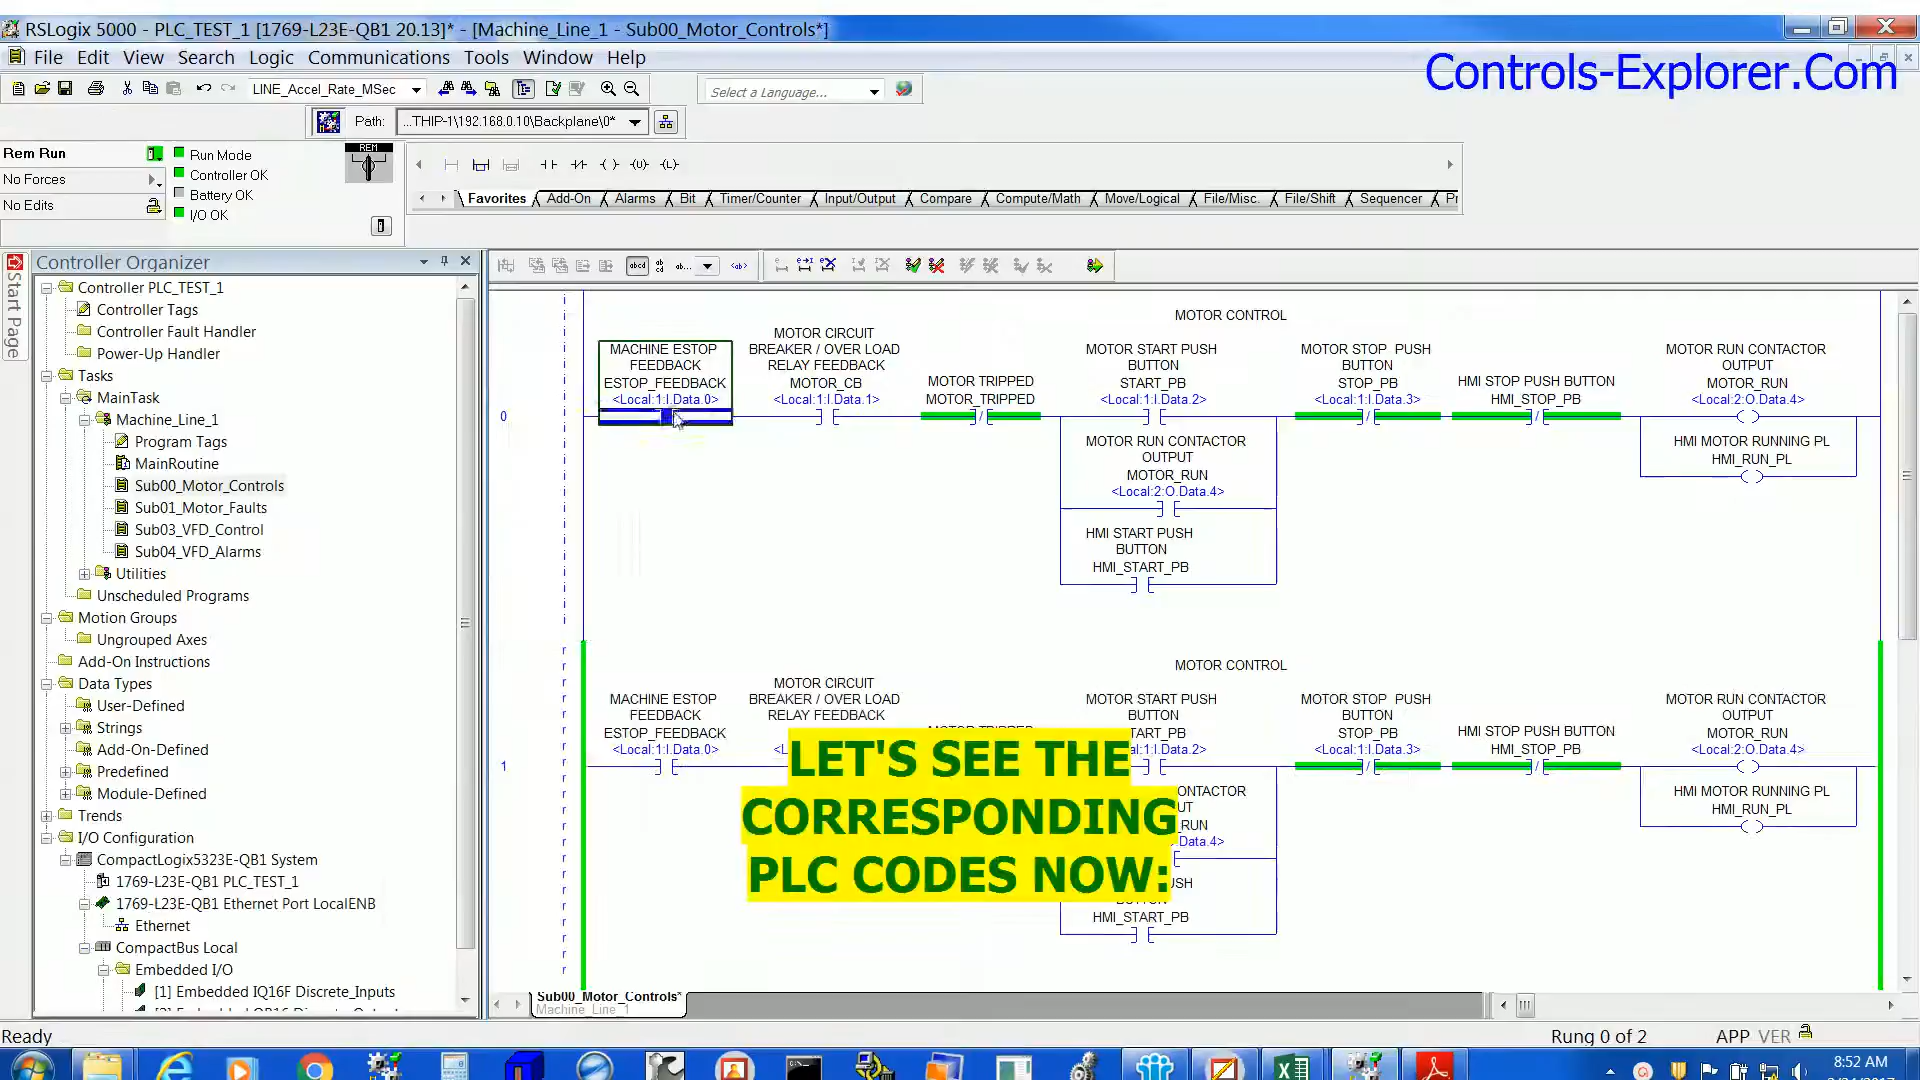 RSLogix 5000 - PLC_TEST_1 [1769-L23E-QB1 20.13]* - [Machine_Line_1 - Sub00_Motor_Controls*]
File Edit View Search Logic Communications Tools Window Help
Controls-Explorer.Com
LINE_Accel_Rate_MSec
Select a Language...
Path: ...THIP-1\192.168.0.10\Backplane\0*
Rem Run
No Forces
No Edits
Run Mode
Controller OK
Battery OK
I/O OK
REM
Favorites Add-On Alarms Bit Timer/Counter Input/Output Compare Compute/Math Move/Logical File/Misc. File/Shift Sequencer
Start Page
Controller Organizer
Controller PLC_TEST_1
Controller Tags
Controller Fault Handler
Power-Up Handler
Tasks
MainTask
Machine_Line_1
Program Tags
MainRoutine
Sub00_Motor_Controls
Sub01_Motor_Faults
Sub03_VFD_Control
Sub04_VFD_Alarms
Utilities
Unscheduled Programs
Motion Groups
Ungrouped Axes
Add-On Instructions
Data Types
User-Defined
Strings
Add-On-Defined
Predefined
Module-Defined
Trends
I/O Configuration
CompactLogix5323E-QB1 System
1769-L23E-QB1 PLC_TEST_1
1769-L23E-QB1 Ethernet Port LocalENB
Ethernet
CompactBus Local
Embedded I/O
[1] Embedded IQ16F Discrete_Inputs
MOTOR CONTROL
0
MACHINE ESTOP
FEEDBACK
ESTOP_FEEDBACK
<Local:1:I.Data.0>
MOTOR CIRCUIT
BREAKER / OVER LOAD
RELAY FEEDBACK
MOTOR_CB
<Local:1:I.Data.1>
MOTOR TRIPPED
MOTOR_TRIPPED
MOTOR START PUSH
BUTTON
START_PB
<Local:1:I.Data.2>
MOTOR STOP PUSH
BUTTON
STOP_PB
<Local:1:I.Data.3>
HMI STOP PUSH BUTTON
HMI_STOP_PB
MOTOR RUN CONTACTOR
OUTPUT
MOTOR_RUN
<Local:2:O.Data.4>
MOTOR RUN CONTACTOR
OUTPUT
MOTOR_RUN
<Local:2:O.Data.4>
HMI MOTOR RUNNING PL
HMI_RUN_PL
HMI START PUSH
BUTTON
HMI_START_PB
MOTOR CONTROL
1
MACHINE ESTOP
FEEDBACK
ESTOP_FEEDBACK
<Local:1:I.Data.0>
MOTOR CIRCUIT
BREAKER / OVER LOAD
RELAY FEEDBACK
MOTOR START PUSH
BUTTON
MOTOR STOP PUSH
BUTTON
STOP_PB
<Local:1:I.Data.3>
HMI STOP PUSH BUTTON
HMI_STOP_PB
MOTOR RUN CONTACTOR
OUTPUT
MOTOR_RUN
<Local:2:O.Data.4>
HMI MOTOR RUNNING PL
HMI_RUN_PL
HMI_START_PB
LET'S SEE THE
CORRESPONDING
PLC CODES NOW:
Sub00_Motor_Controls*
Machine_Line_1
Ready
Rung 0 of 2
APP VER
8:52 AM